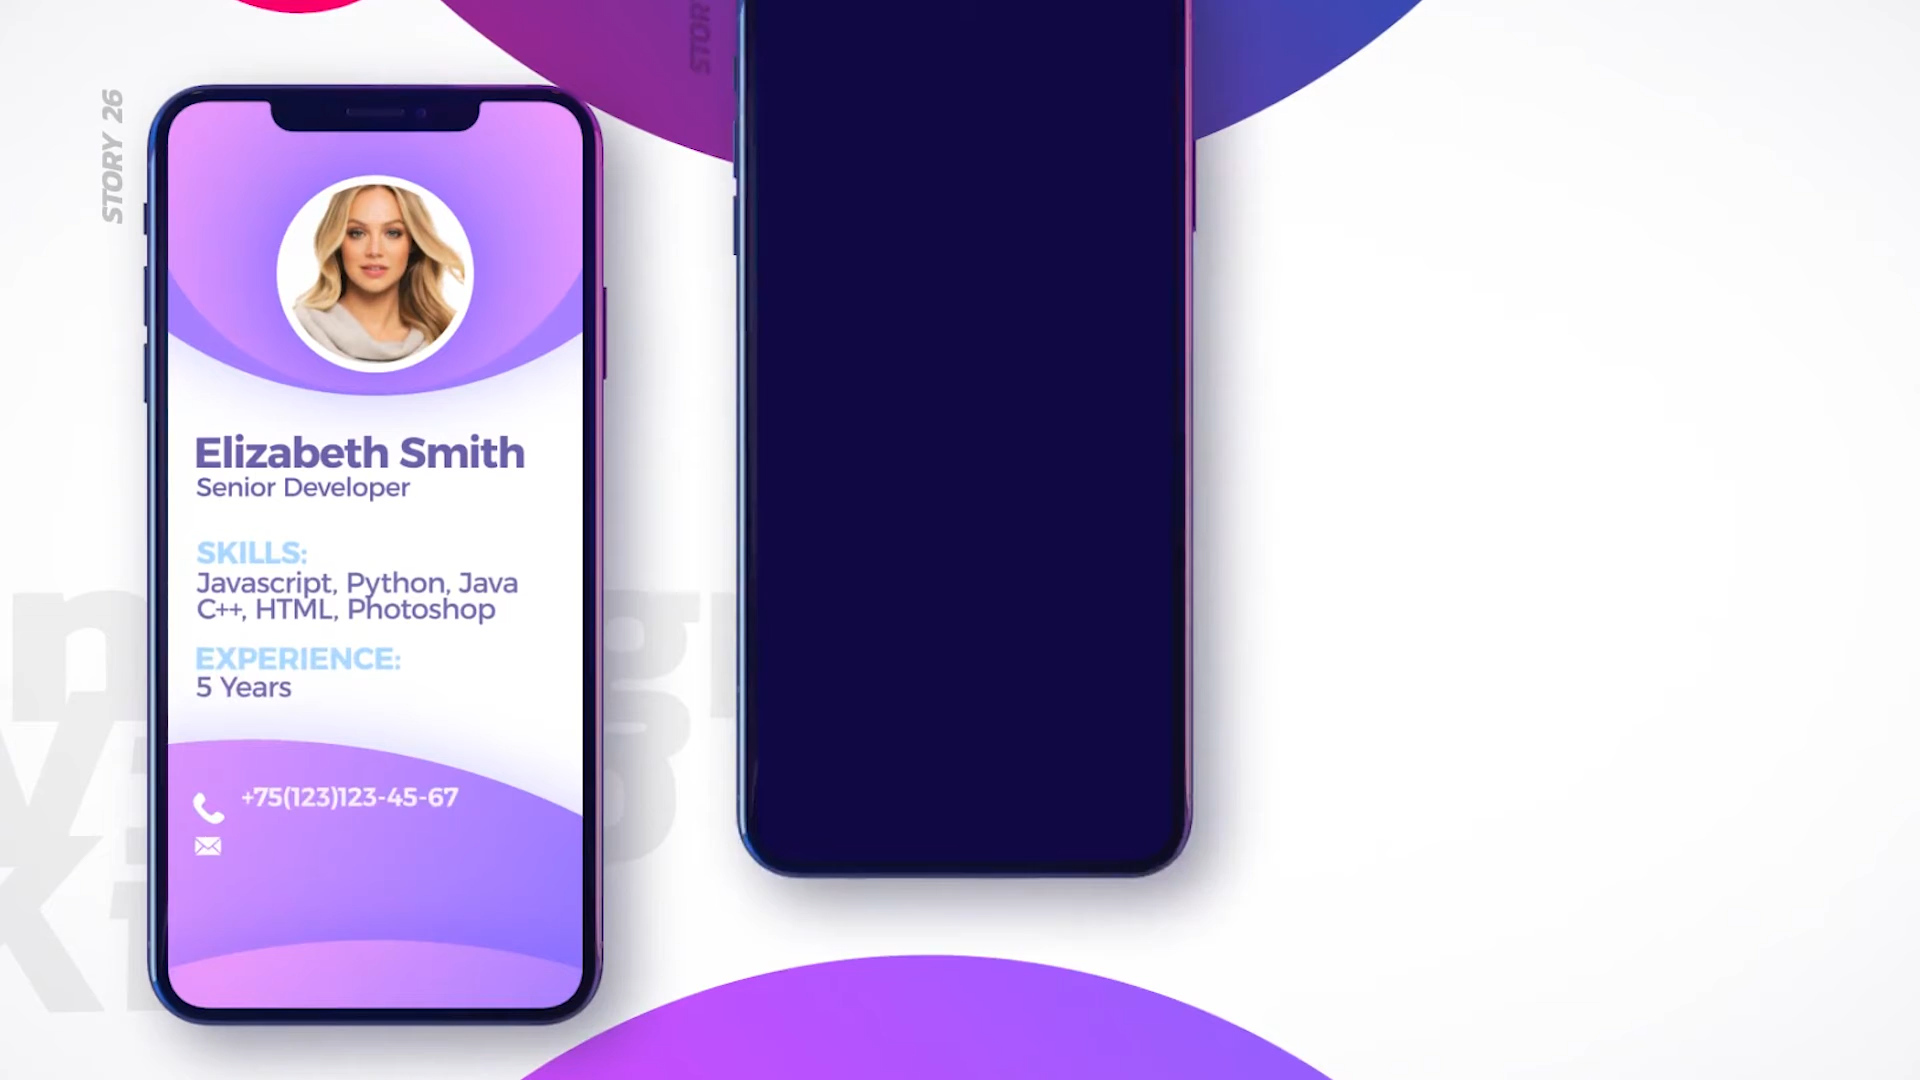 STORY 26
STOR
Elizabeth Smith
Senior Developer
SKILLS:
Javascript, Python, Java
C++, HTML, Photoshop
EXPERIENCE:
5 Years
+75(123)123-45-67